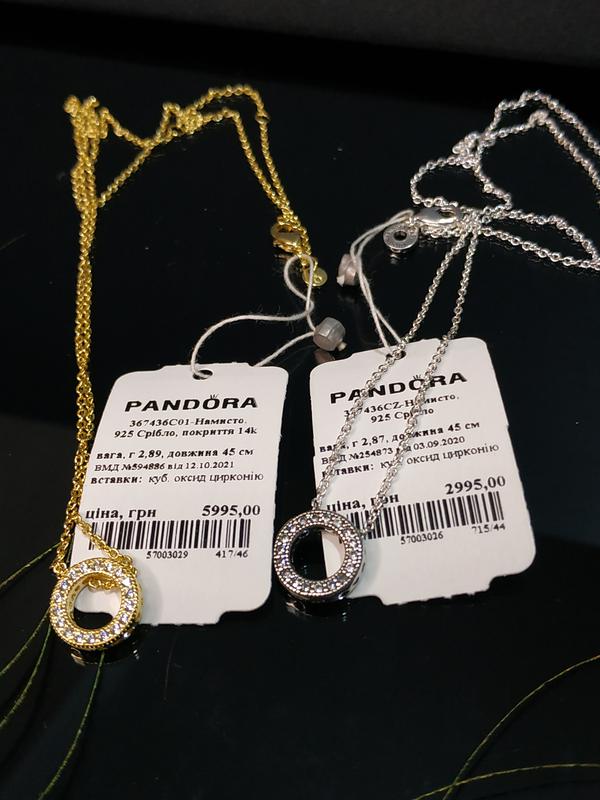 PANDORA
367436C01-Намисто.
925 Срібло, покриття 14k
вага, г 2,89, довжина 45 см
ВМД №594886 від 12.10.2021
вставки: куб. оксид цирконію
ціна, грн 5995,00
57003029 417/46
PANDORA
367436CZ-Намисто.
925 Срібло
вага, г 2,87, довжина 45 см
ВМД №254873 від 03.09.2020
вставки: куб. оксид цирконію
ціна, грн 2995,00
57003026 715/44